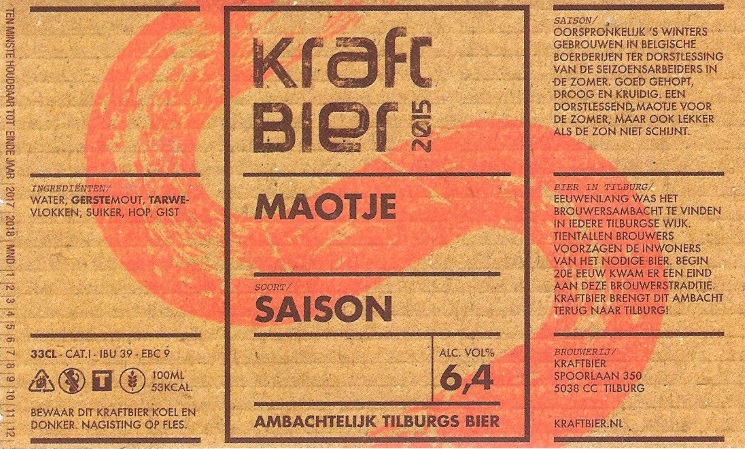 TEN MINSTE HOUDBAAR TOT EINDE JAAR 2017 2018 MND 1 2 3 4 5 6 7 8 9 10 11 12
INGREDIËNTEN/
WATER, GERSTEMOUT, TARWE-
VLOKKEN, SUIKER, HOP, GIST
33CL - CAT.I - IBU 39 - EBC 9
T
100ML
53KCAL.
BEWAAR DIT KRAFTBIER KOEL EN
DONKER. NAGISTING OP FLES.
Kraft
BIer 2015
MAOTJE
SOORT/
SAISON
ALC. VOL%
6,4
AMBACHTELIJK TILBURGS BIER
SAISON/
OORSPRONKELIJK 'S WINTERS
GEBROUWEN IN BELGISCHE
BOERDERIJEN TER DORSTLESSING
VAN DE SEIZOENSARBEIDERS IN
DE ZOMER. GOED GEHOPT,
DROOG EN KRUIDIG. EEN
DORSTLESSEND, MAOTJE VOOR
DE ZOMER, MAAR OOK LEKKER
ALS DE ZON NIET SCHIJNT.
BIER IN TILBURG/
EEUWENLANG WAS HET
BROUWERSAMBACHT TE VINDEN
IN IEDERE TILBURGSE WIJK.
TIENTALLEN BROUWERS
VOORZAGEN DE INWONERS
VAN HET NODIGE BIER. BEGIN
20E EEUW KWAM ER EEN EIND
AAN DEZE BROUWERSTRADITIE.
KRAFTBIER BRENGT DIT AMBACHT
TERUG NAAR TILBURG!
BROUWERIJ/
KRAFTBIER
SPOORLAAN 350
5038 CC TILBURG
KRAFTBIER.NL